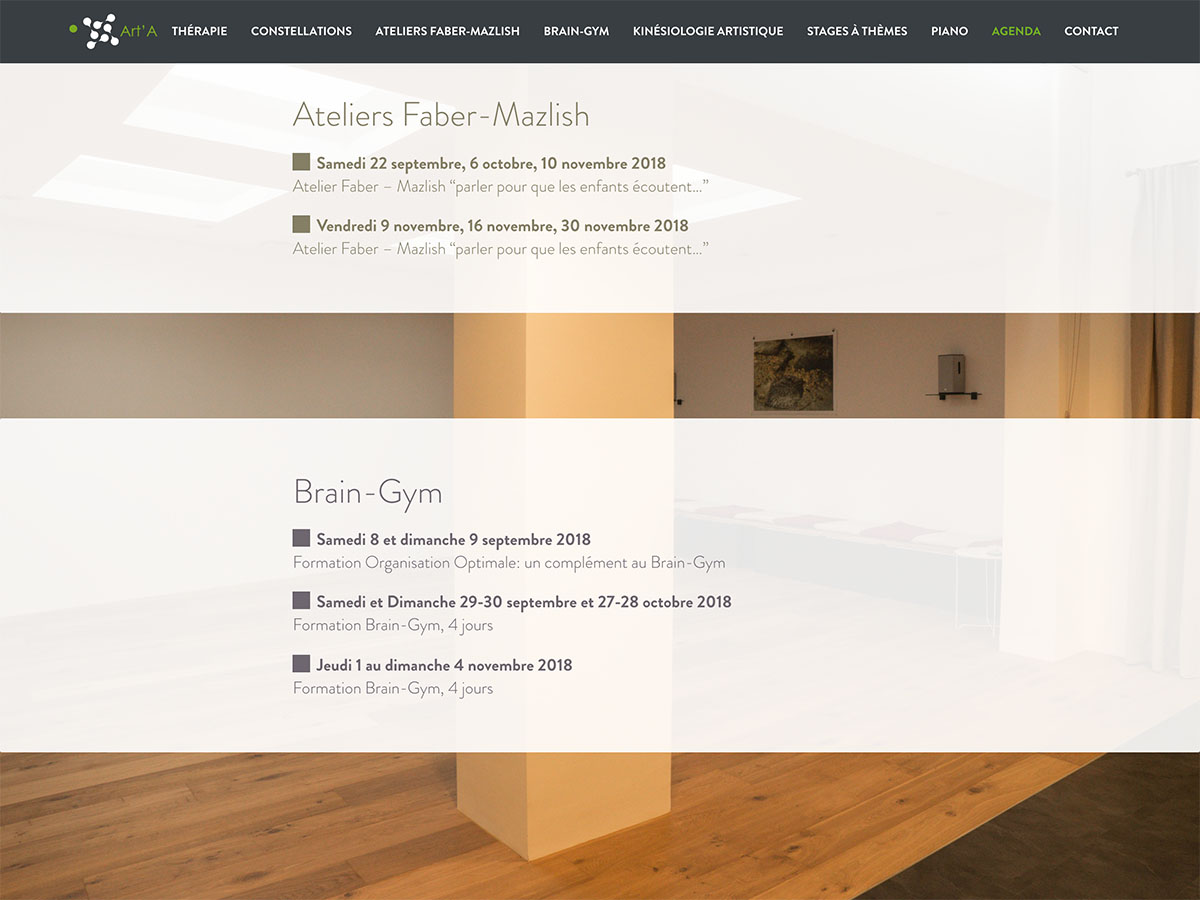 Art'A THÉRAPIE CONSTELLATIONS ATELIERS FABER-MAZLISH BRAIN-GYM KINÉSIOLOGIE ARTISTIQUE STAGES À THÈMES PIANO AGENDA CONTACT
Ateliers Faber-Mazlish
Samedi 22 septembre, 6 octobre, 10 novembre 2018
Atelier Faber – Mazlish “parler pour que les enfants écoutent...”
Vendredi 9 novembre, 16 novembre, 30 novembre 2018
Atelier Faber – Mazlish “parler pour que les enfants écoutent...”
Brain-Gym
Samedi 8 et dimanche 9 septembre 2018
Formation Organisation Optimale: un complément au Brain-Gym
Samedi et Dimanche 29-30 septembre et 27-28 octobre 2018
Formation Brain-Gym, 4 jours
Jeudi 1 au dimanche 4 novembre 2018
Formation Brain-Gym, 4 jours